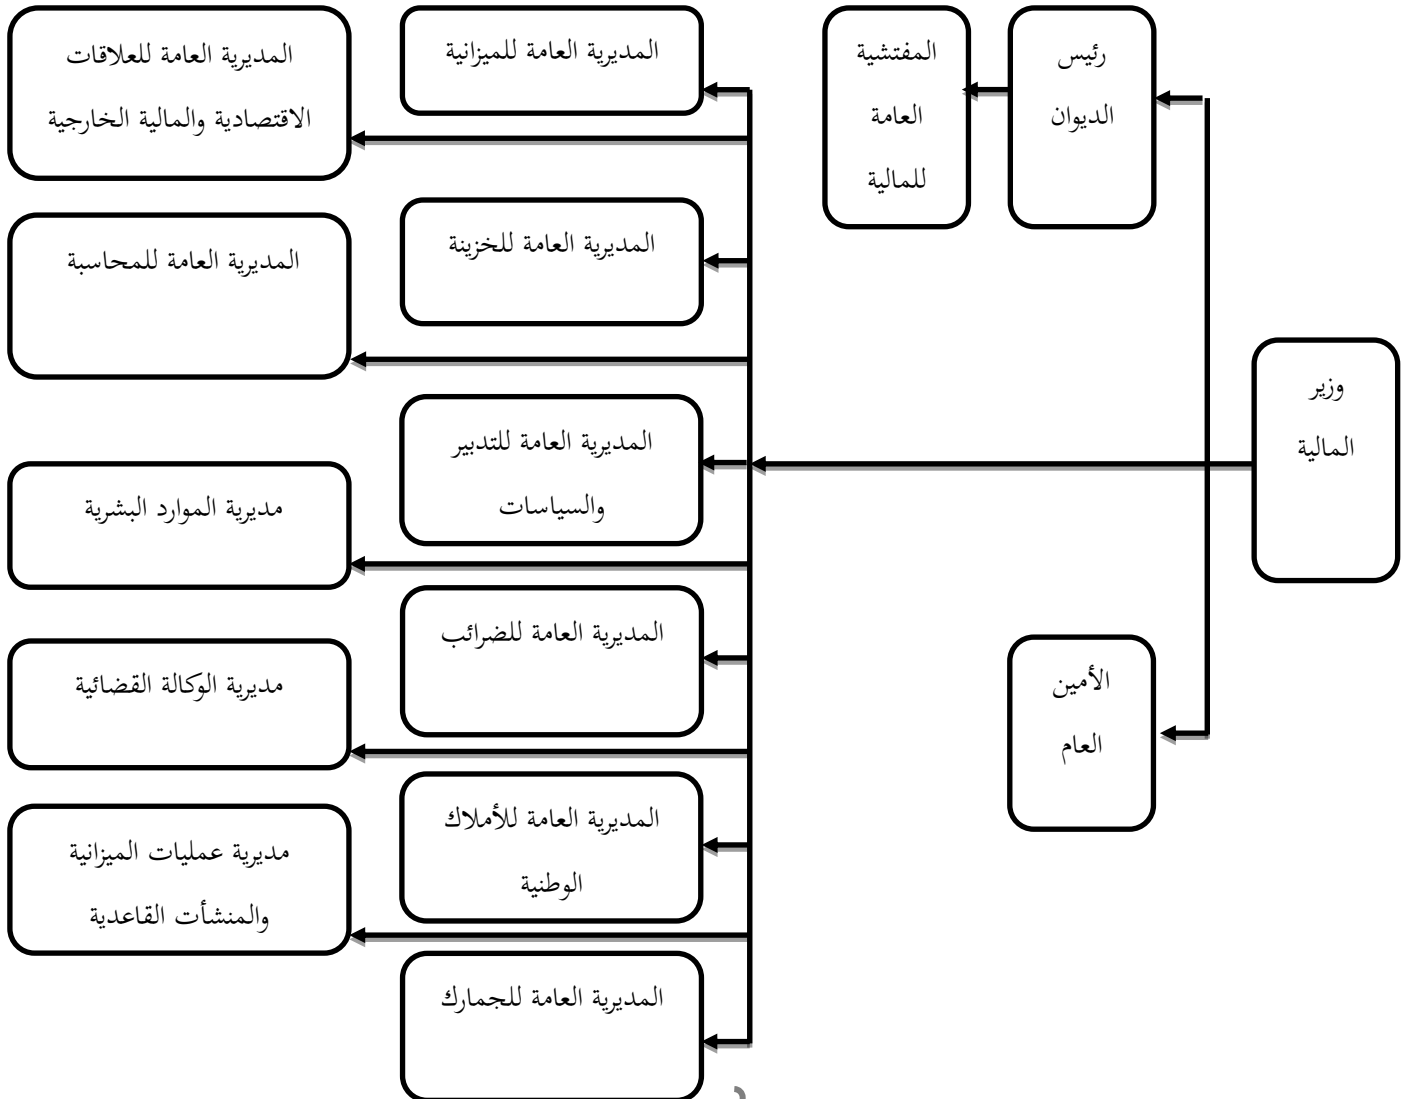 وزير
المالية
رئيس
الديوان
الأمين
العام
المفتشية
العامة
للمالية
المديرية العامة للميزانية
المديرية العامة للخزينة
المديرية العامة للتدبير
والسياسات
المديرية العامة للضرائب
المديرية العامة للأملاك
الوطنية
المديرية العامة للجمارك
المديرية العامة للعلاقات
الاقتصادية والمالية الخارجية
المديرية العامة للمحاسبة
مديرية الموارد البشرية
مديرية الوكالة القضائية
مديرية عمليات الميزانية
والمنشأت القاعدية